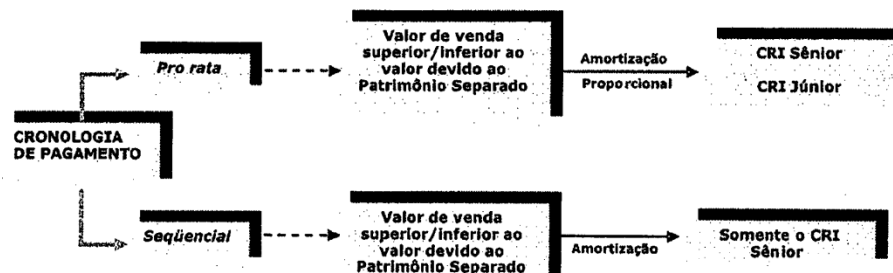 Pro rata
Valor de venda
superior/inferior ao
valor devido ao
Patrimônio Separado
Amortização
Proporcional
CRI Sênior
CRI Júnior
CRONOLOGIA
DE PAGAMENTO
Seqüencial
Valor de venda
superior/inferior ao
valor devido ao
Patrimônio Separado
Amortização
Somente o CRI
Sênior